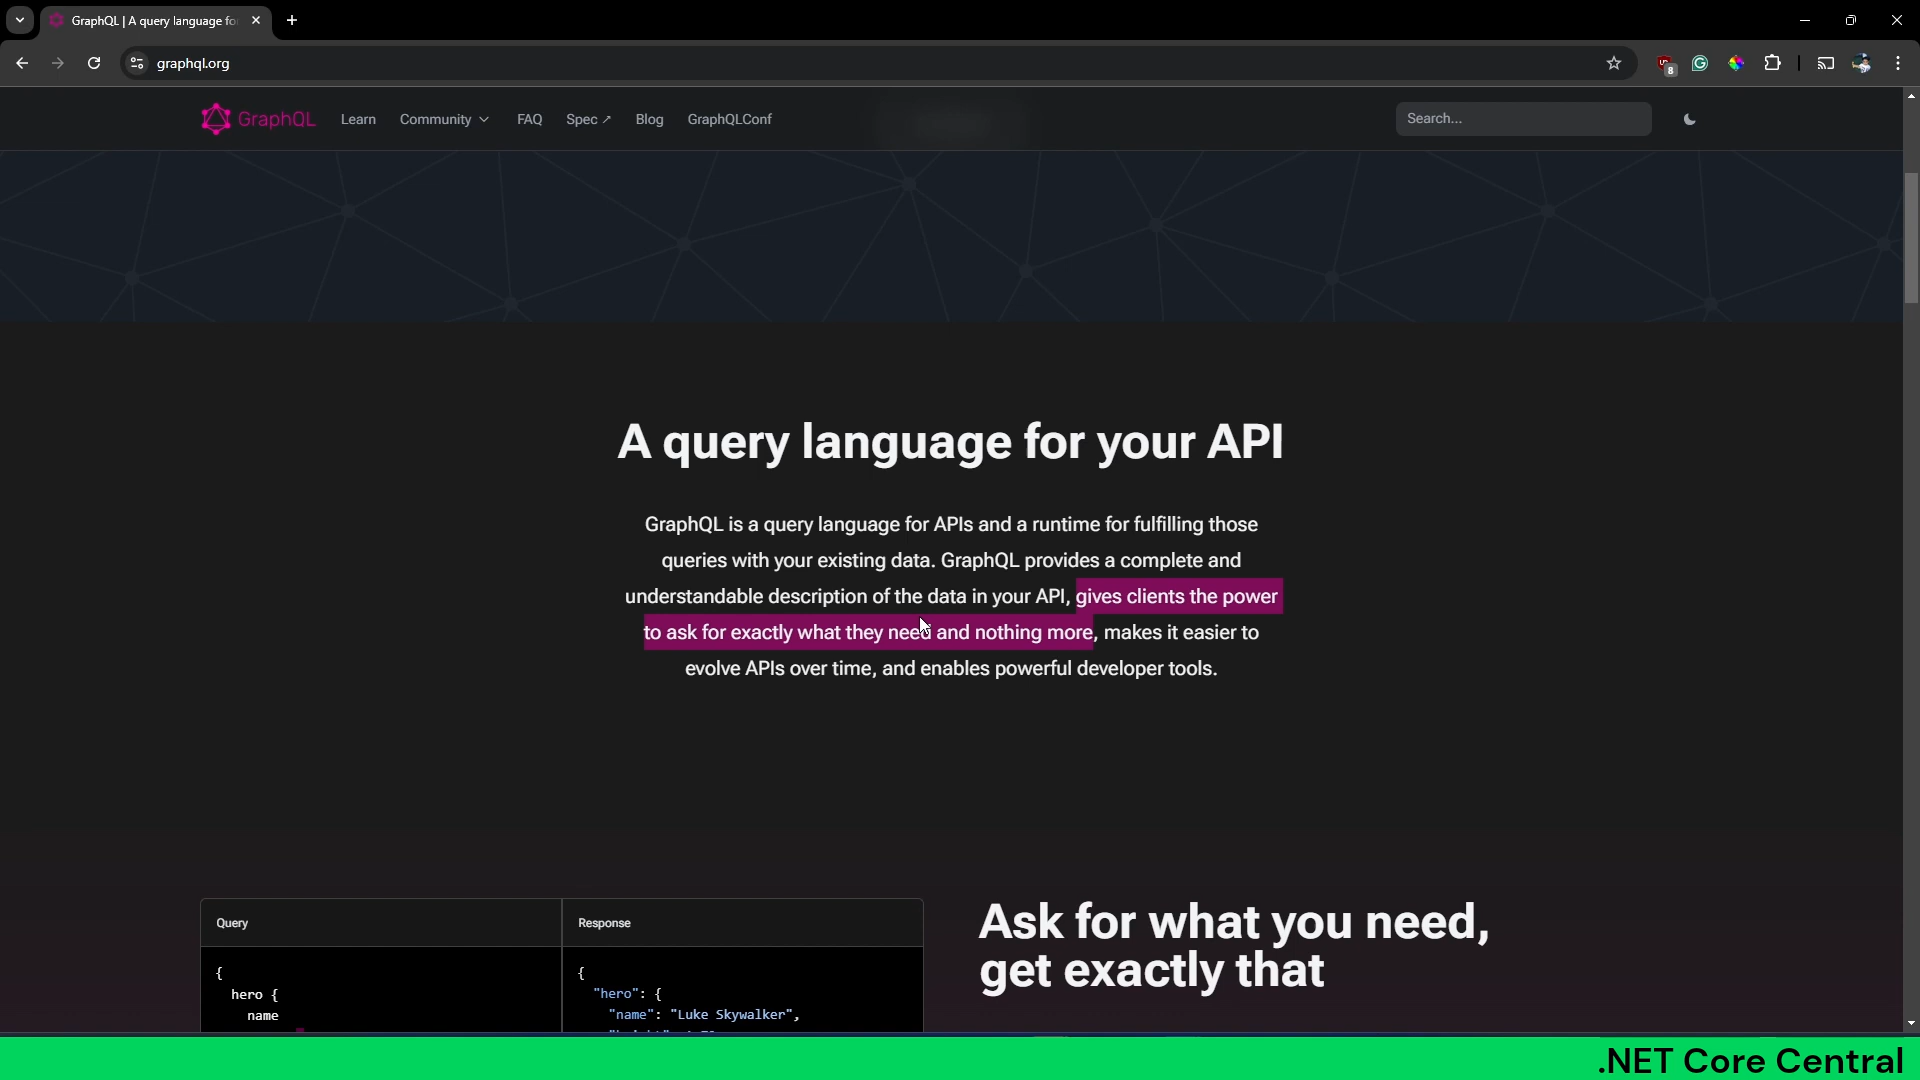 GraphQL | A query language fo
graphql.org
8
GraphQL
Learn
Community
FAQ
Spec ↗
Blog
GraphQLConf
Search...
A query language for your API
GraphQL is a query language for APIs and a runtime for fulfilling those
queries with your existing data. GraphQL provides a complete and
understandable description of the data in your API, gives clients the power
to ask for exactly what they need and nothing more, makes it easier to
evolve APIs over time, and enables powerful developer tools.
Query
Response
{
hero {
name
{
"hero": {
"name": "Luke Skywalker",
Ask for what you need,
get exactly that
.NET Core Central